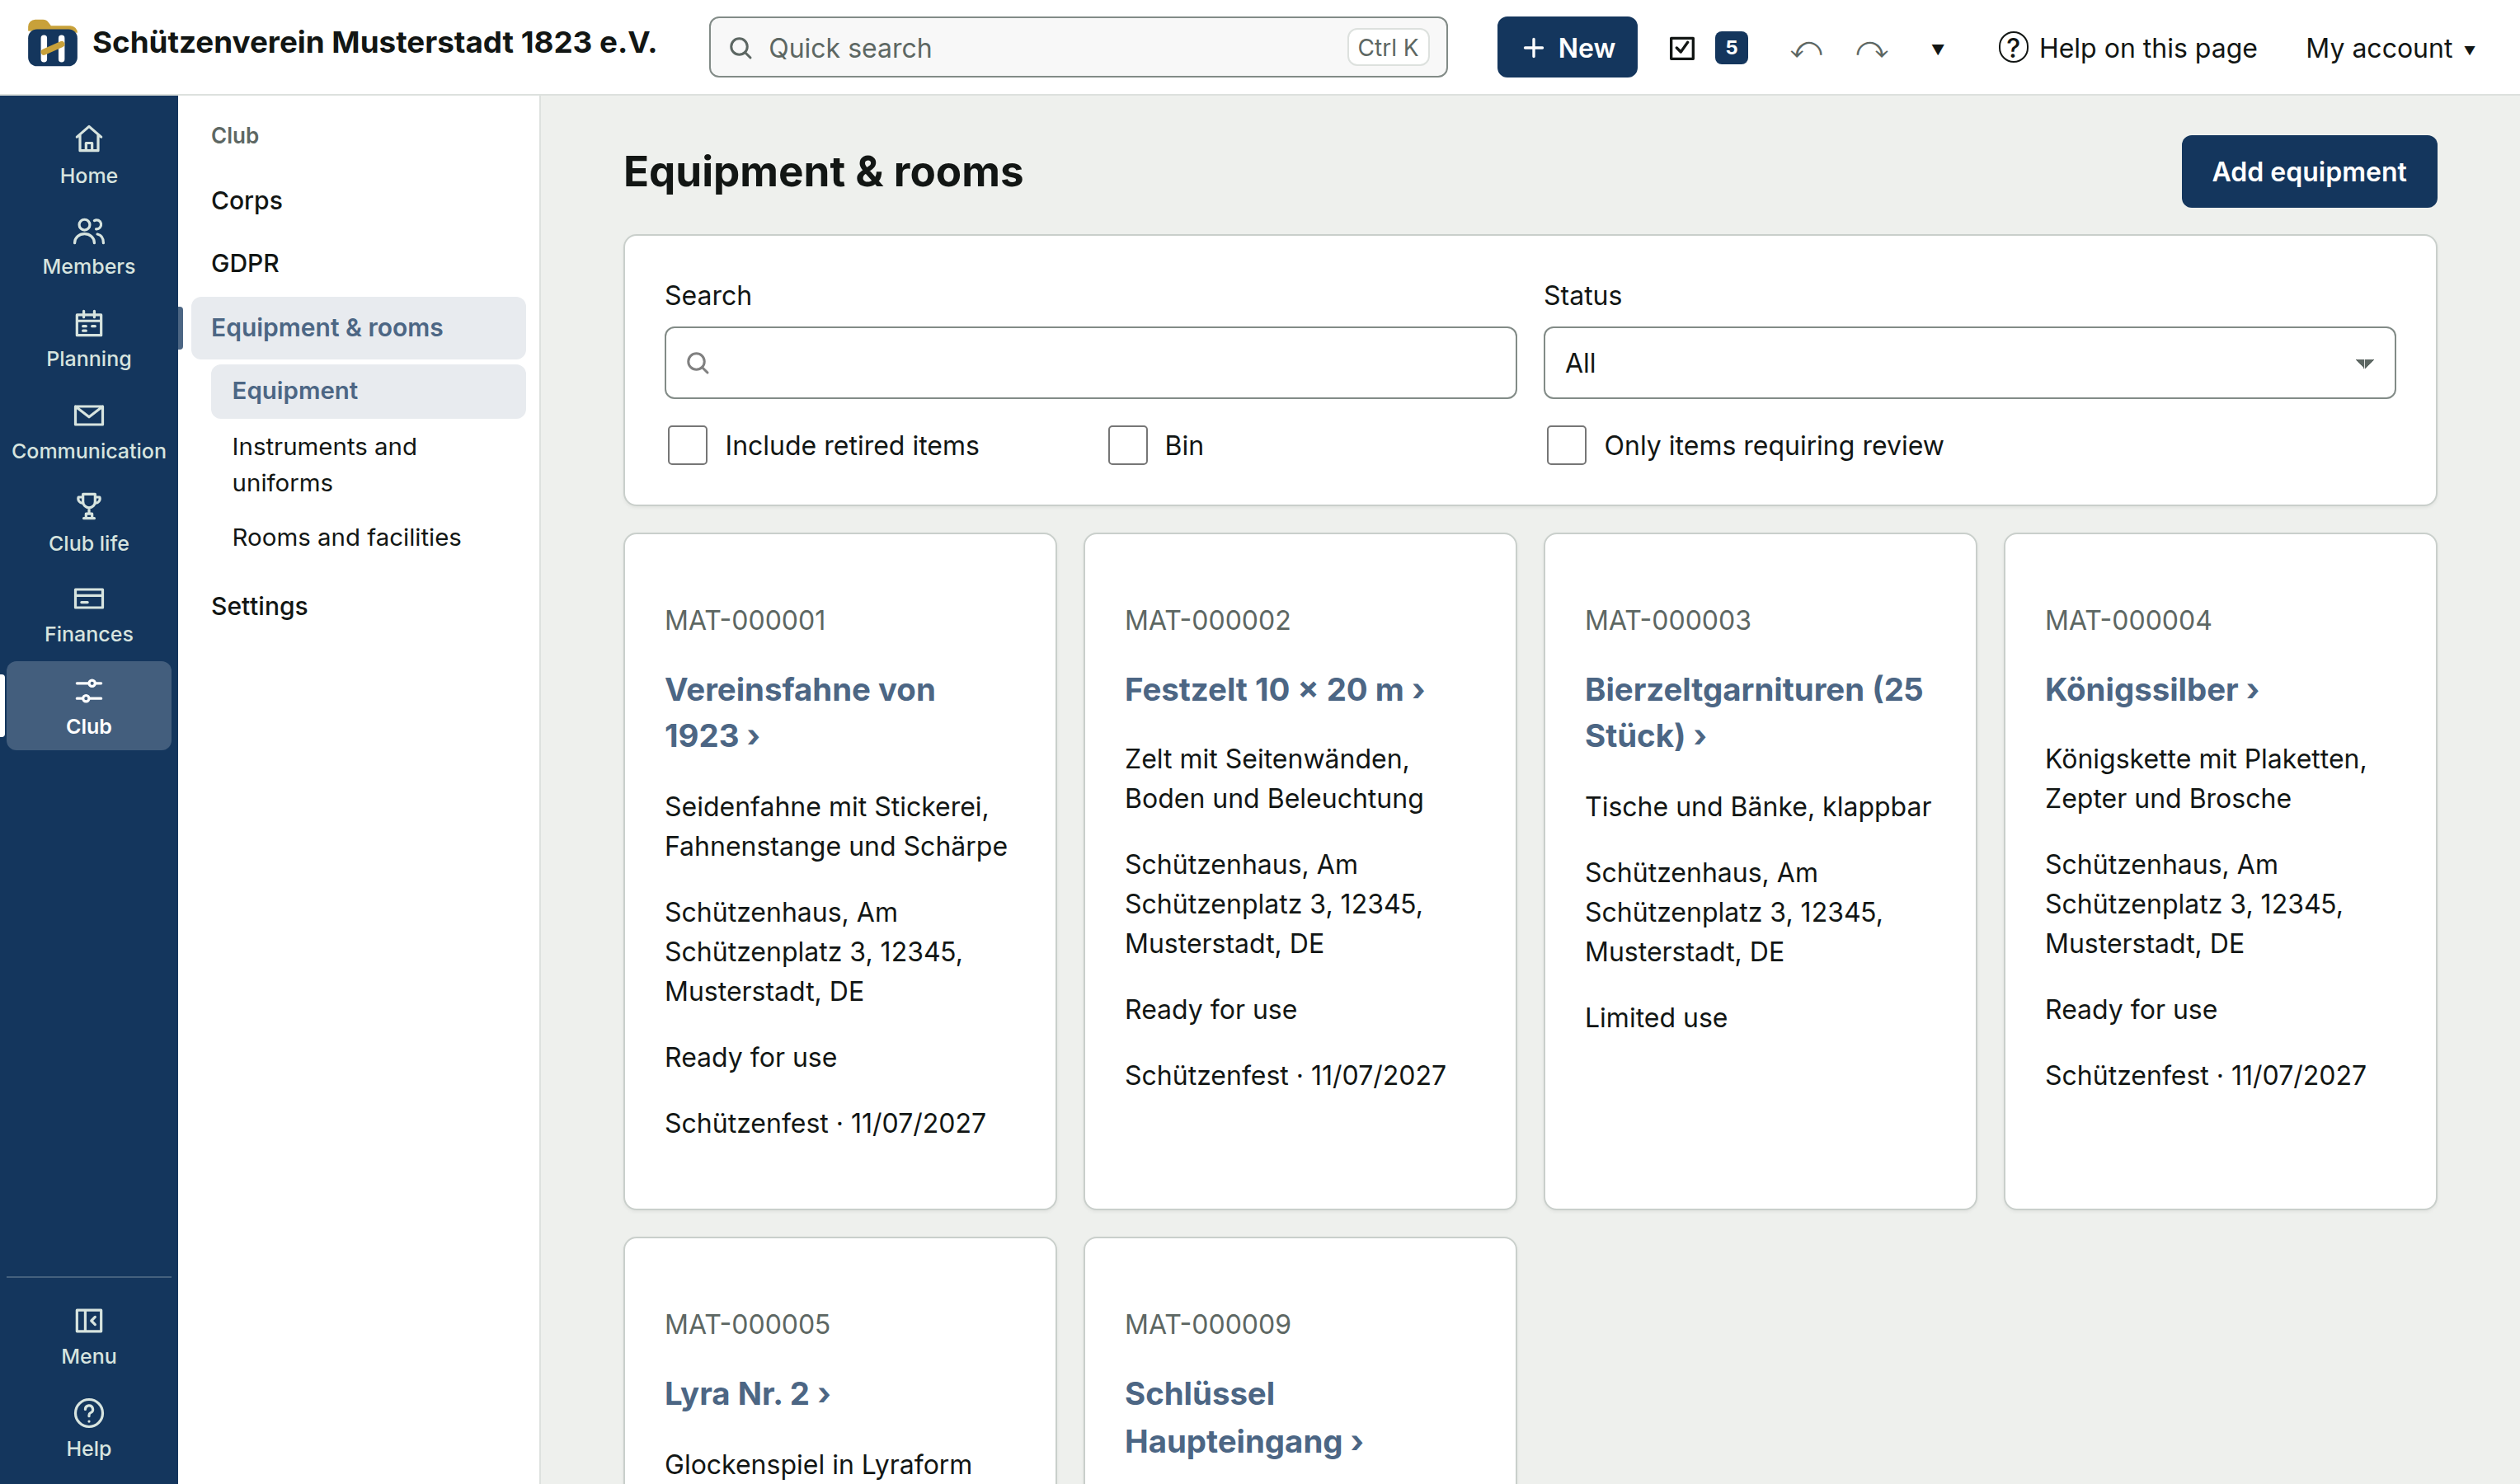 Schützenverein Musterstadt 1823 e.V.
Quick search
Ctrl K
New
5
Help on this page
My account
Home
Members
Planning
Communication
Club life
Finances
Club
Menu
Help
Club
Corps
GDPR
Equipment & rooms
Equipment
Instruments and
uniforms
Rooms and facilities
Settings
Equipment & rooms
Add equipment
Search
Status
All
Include retired items
Bin
Only items requiring review
MAT-000001
Vereinsfahne von
1923 ›
Seidenfahne mit Stickerei,
Fahnenstange und Schärpe
Schützenhaus, Am
Schützenplatz 3, 12345,
Musterstadt, DE
Ready for use
Schützenfest · 11/07/2027
MAT-000002
Festzelt 10 × 20 m ›
Zelt mit Seitenwänden,
Boden und Beleuchtung
Schützenhaus, Am
Schützenplatz 3, 12345,
Musterstadt, DE
Ready for use
Schützenfest · 11/07/2027
MAT-000003
Bierzeltgarnituren (25
Stück) ›
Tische und Bänke, klappbar
Schützenhaus, Am
Schützenplatz 3, 12345,
Musterstadt, DE
Limited use
MAT-000004
Königssilber ›
Königskette mit Plaketten,
Zepter und Brosche
Schützenhaus, Am
Schützenplatz 3, 12345,
Musterstadt, DE
Ready for use
Schützenfest · 11/07/2027
MAT-000005
Lyra Nr. 2 ›
Glockenspiel in Lyraform
MAT-000009
Schlüssel
Haupteingang ›